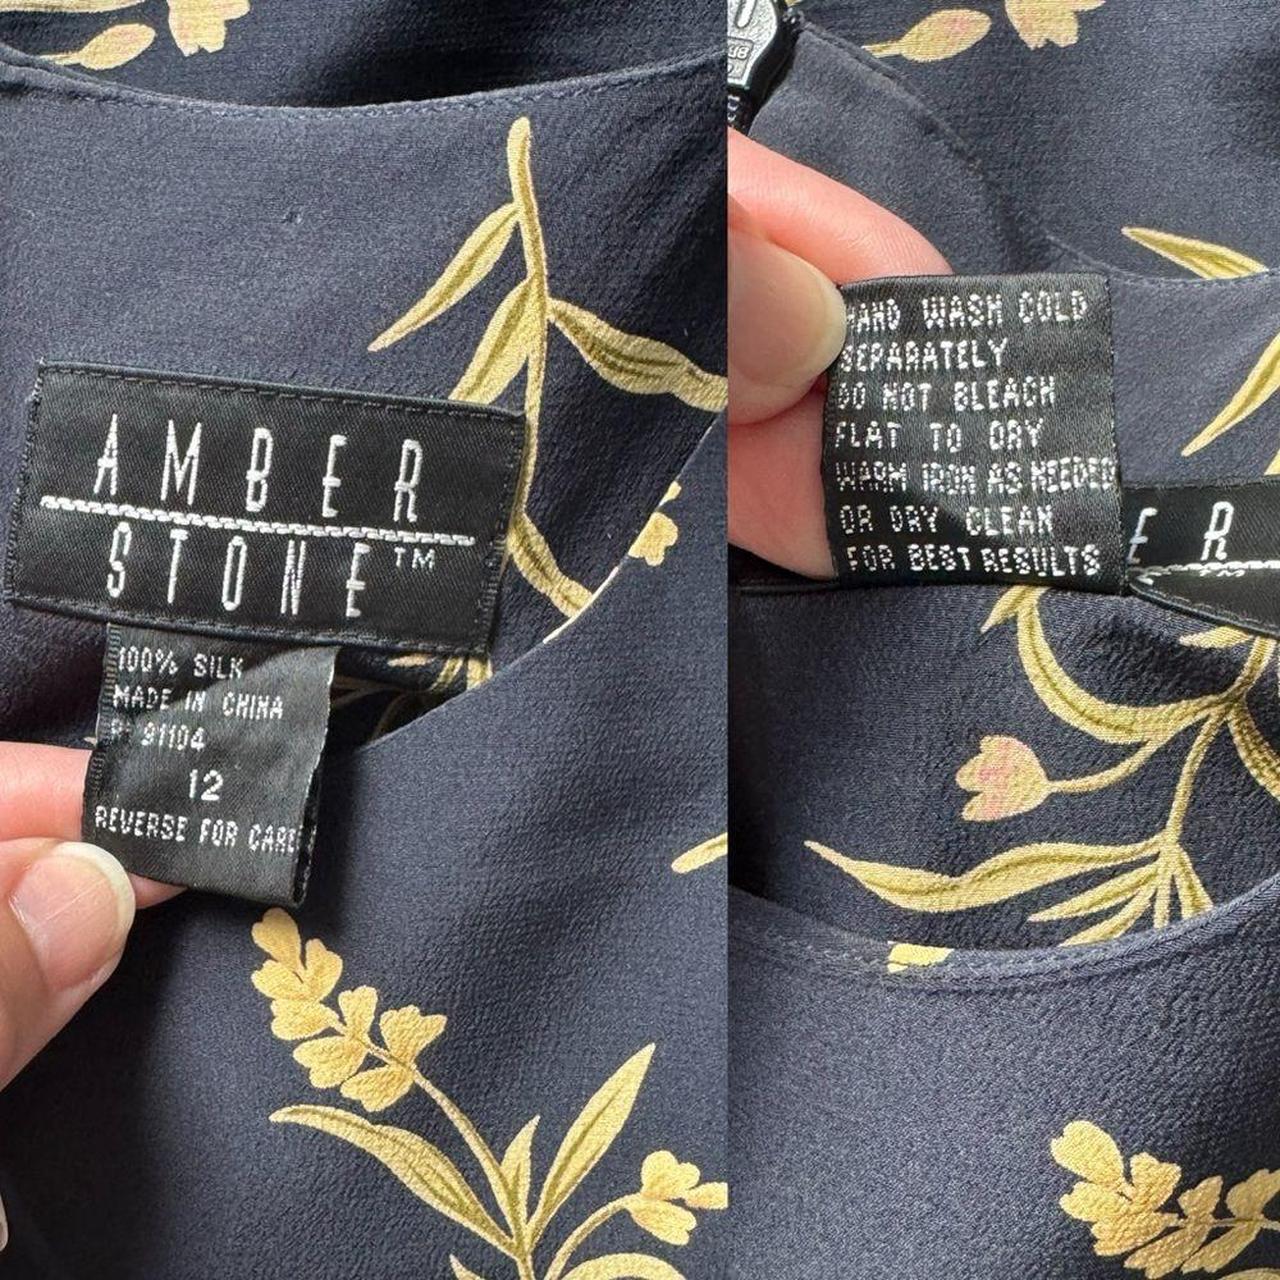 AMBER
STONE™
100% SILK
MADE IN CHINA
91104
12
REVERSE FOR CARE
HAND WASH COLD
SEPARATELY
DO NOT BLEACH
FLAT TO DRY
WARM IRON AS NEEDED
OR DRY CLEAN
FOR BEST RESULTS
E R